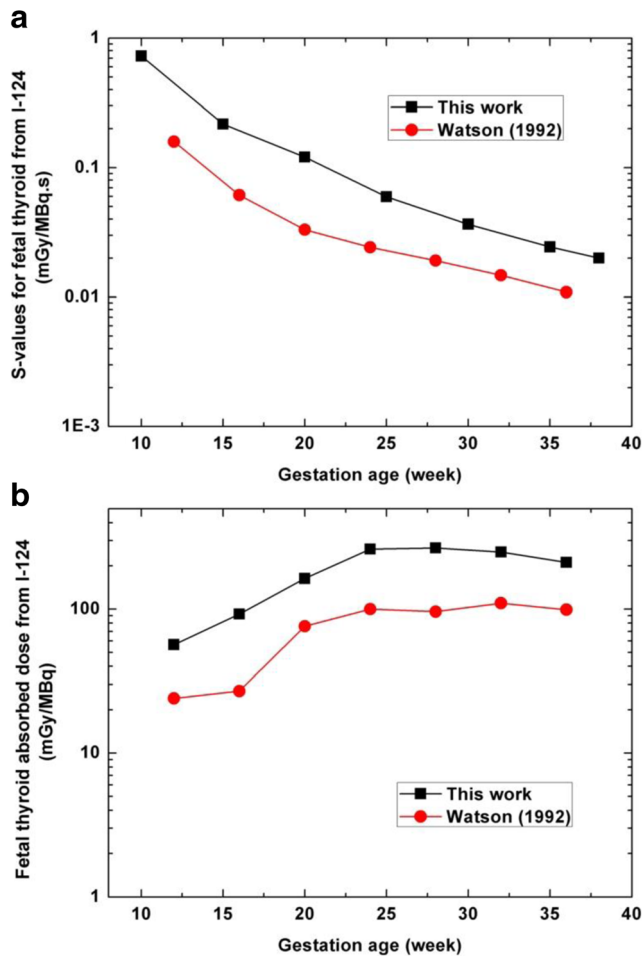 a
S-values for fetal thyroid from I-124
(mGy/MBq.s)
1
0.1
0.01
1E-3
This work
Watson (1992)
10 15 20 25 30 35 40
Gestation age (week)
b
Fetal thyroid absorbed dose from I-124
(mGy/MBq)
100
10
1
This work
Watson (1992)
10 15 20 25 30 35 40
Gestation age (week)